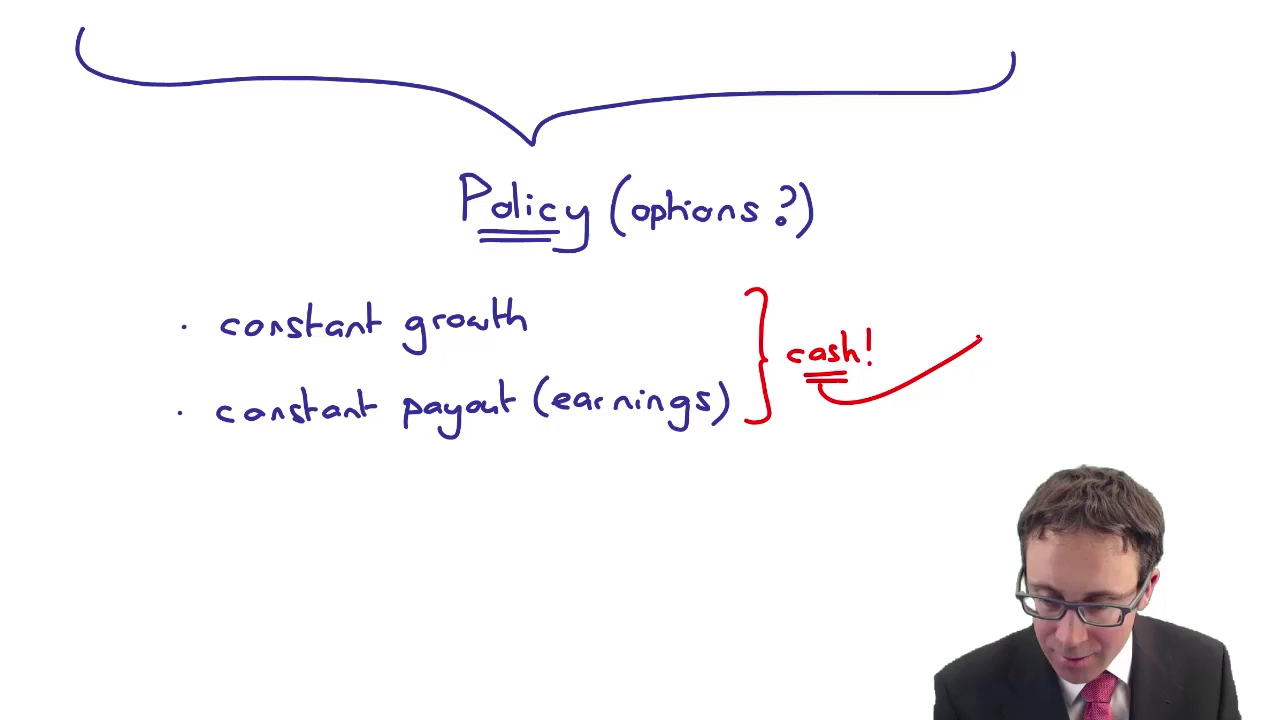 Policy (options?)
· constant growth
· constant payout (earnings)
cash!